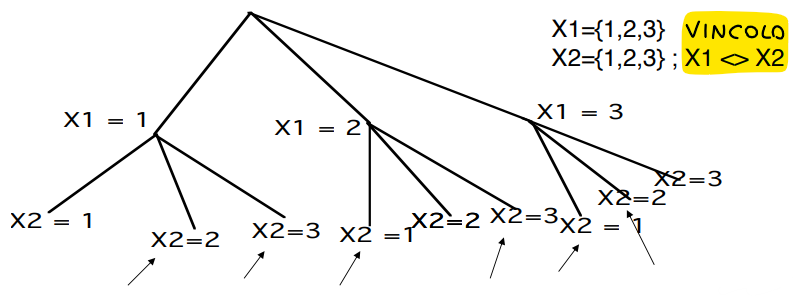 X1={1,2,3} VINCOLO
X2={1,2,3} ; X1 <> X2
X1 = 1
X1 = 2
X1 = 3
X2 = 1
X2=2
X2=3
X2 =1
X2=2
X2=3
X2 = 1
X2=2
X2=3